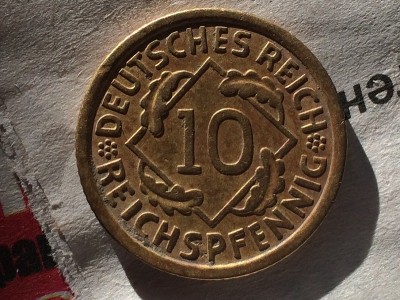 DEUTSCHES REICH
10
REICHSPFENNIG